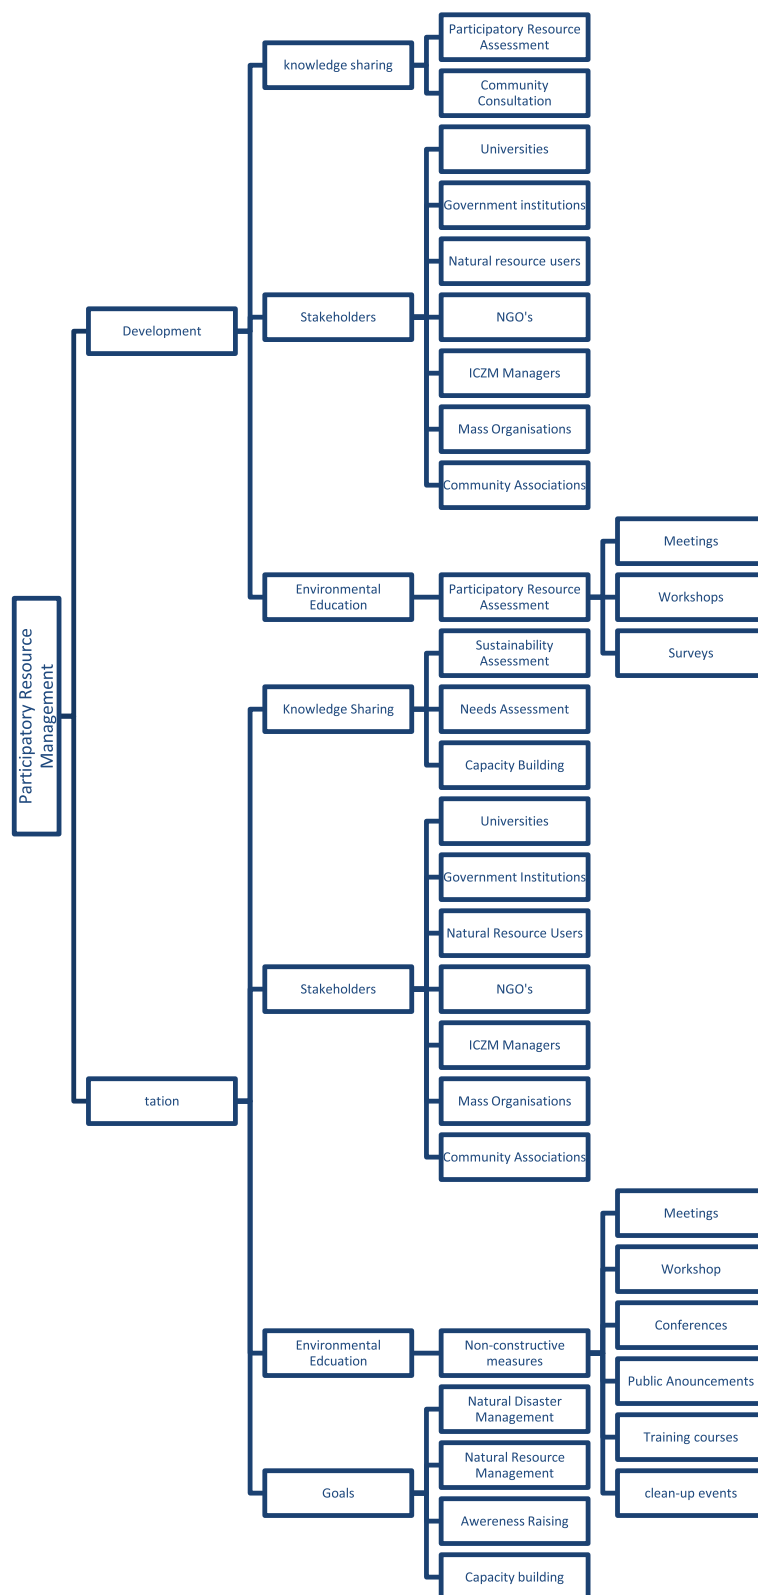 Participatory Resource
Management
Development
knowledge sharing
Participatory Resource
Assessment
Community
Consultation
Stakeholders
Universities
Government institutions
Natural resource users
NGO's
ICZM Managers
Mass Organisations
Community Associations
Environmental
Education
Participatory Resource
Assessment
Meetings
Workshops
Surveys
tation
Knowledge Sharing
Sustainability
Assessment
Needs Assessment
Capacity Building
Stakeholders
Universities
Government Institutions
Natural Resource Users
NGO's
ICZM Managers
Mass Organisations
Community Associations
Environmental
Edcuation
Non-constructive
measures
Meetings
Workshop
Conferences
Public Anouncements
Training courses
clean-up events
Goals
Natural Disaster
Management
Natural Resource
Management
Awereness Raising
Capacity building